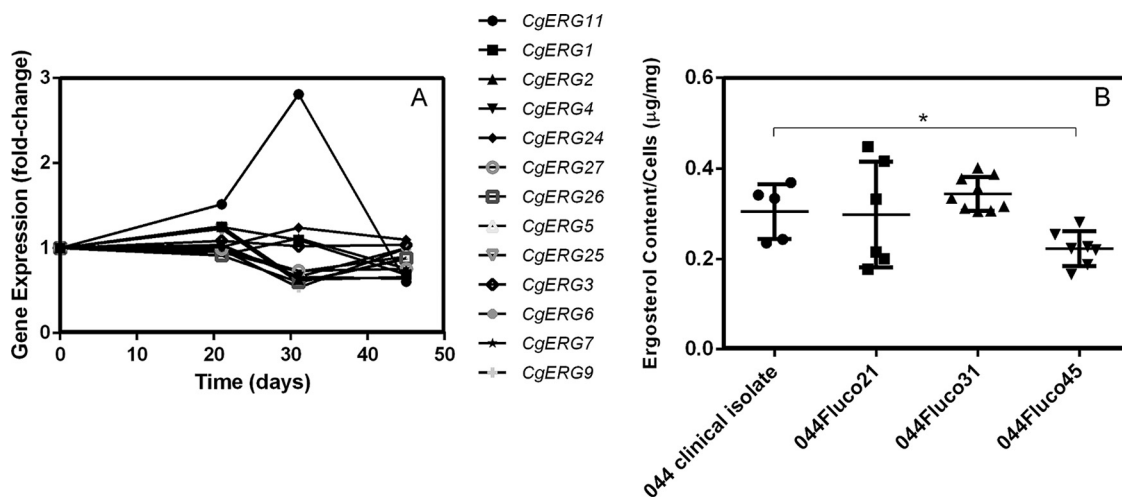 Gene Expression (fold-change)
3
2
1
0
A
0
10
20
30
40
50
Time (days)
CgERG11
CgERG1
CgERG2
CgERG4
CgERG24
CgERG27
CgERG26
CgERG5
CgERG25
CgERG3
CgERG6
CgERG7
CgERG9
Ergosterol Content/Cells (µg/mg)
0.6
0.4
0.2
0.0
B
*
044 clinical isolate
044Fluco21
044Fluco31
044Fluco45